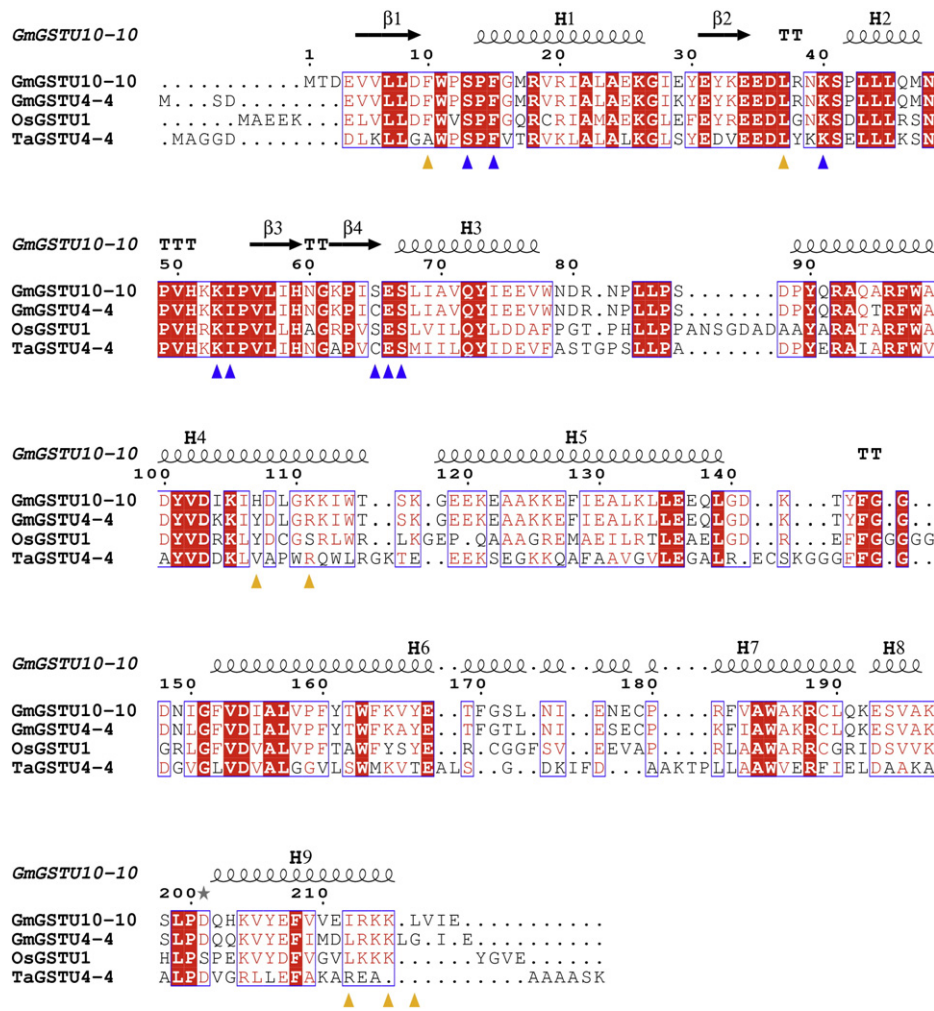 β1 H1 β2 H2
GmGSTU10-10 TT
1 10 20 30 40
GmGSTU10-10 ...........MTDEVVLLDFWPSPFGMRVRIALAEKGIEYEYKEEDLRNKSPLLLQMN
GmGSTU4-4 M...SD........EVVLLDFWPSPFGMRVRIALAEKGIKYEYKEEDLRNKSPLLLQMN
OsGSTU1 ......MAEEK...ELVLLDFWVSPFGQRCRIAMAEKGLEFEYREEDLGNKSDLLLRSN
TaGSTU4-4 .MAGGD........DLKLLGAWPSPFVTRVKLALALKGLSYEDVEEDLYKKSELLLKSN
β3 β4 H3
GmGSTU10-10 TTT TT
50 60 70 80 90
GmGSTU10-10 PVHKKIPVLIHNGKPISESLIAVQYIEEVWNDR.NPLLPS.......DPYQRAQARFWA
GmGSTU4-4 PVHKKIPVLIHNGKPICESLIAVQYIEEVWNDR.NPLLPS.......DPYQRAQTRFWA
OsGSTU1 PVHRKIPVLLHAGRPVSESLVILQYLDDAFPGT.PHLLPPANSGDADAAYARATARFWA
TaGSTU4-4 PVHKKIPVLIHNGAPVCESMIILQYIDEVFASTGPSLLPA.......DPYERAIARFWV
H4 H5
GmGSTU10-10 TT
100 110 120 130 140
GmGSTU10-10 DYVDIKIHDLGKKIWT..SK.GEEKEAAKKEFIEALKLLEEQLGD..K...TYFG.G..
GmGSTU4-4 DYVDKKIYDLGRKIWT..SK.GEEKEAAKKEFIEALKLLEEQLGD..K...TYFG.G..
OsGSTU1 DYVDRKLYDCGSRLWR..LKGEP.QAAAGREMAEILRTLEAELGD..R...EFFGGGGG
TaGSTU4-4 AYVDDKLVAPWRQWLRGKTE..EEKSEGKKQAFAAVGVLEGALR.ECSKGGGFFG.G..
H6 H7 H8
GmGSTU10-10
150 160 170 180 190
GmGSTU10-10 DNIGFVDIALVPFYTWFKVYE..TFGSL.NI..ENECP....RFVAWAKRCLQKESVAK
GmGSTU4-4 DNLGFVDIALVPFYTWFKAYE..TFGTL.NI..ESECP....KFIAWAKRCLQKESVAK
OsGSTU1 GRLGFVDVALVPFTAWFYSYE..RCGGFSV...EEVAP....RLAAWARRCGRIDSVVK
TaGSTU4-4 DGVGLVDVALGGVLSWMKVTEALS.G..DKIFD...AAKTPLLAAWVERFIELDAAKA
H9
GmGSTU10-10
200 ★ 210
GmGSTU10-10 SLPDQHKVYEFVVEIRKK.LVIE...........
GmGSTU4-4 SLPDQQKVYEFIMDLRKKLG.I.E..........
OsGSTU1 HLPSPEKVYDFVGVLKKK......YGVE......
TaGSTU4-4 ALPDVGRLLEFAKAREA...........AAAASK